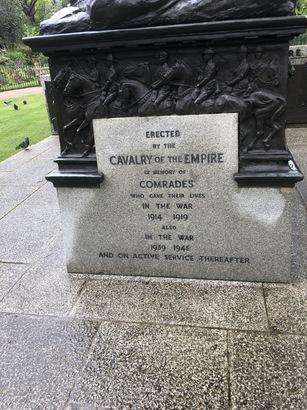 ERECTED
BY THE
CAVALRY OF THE EMPIRE
IN MEMORY OF
COMRADES
WHO GAVE THEIR LIVES
IN THE WAR
1914 1919
ALSO
IN THE WAR
1939 1945
AND ON ACTIVE SERVICE THEREAFTER